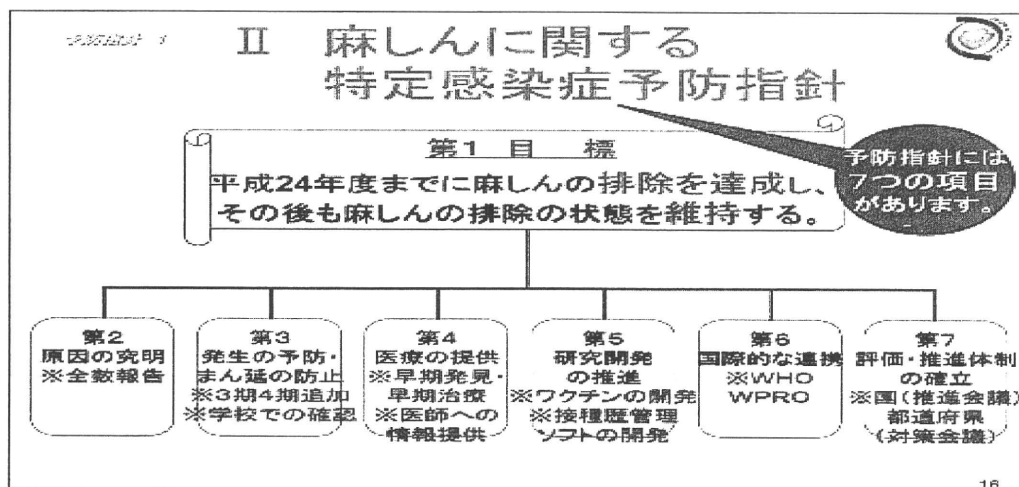 予防指針 1
Ⅱ 麻しんに関する
特定感染症予防指針
第1 目 標
平成24年度までに麻しんの排除を達成し、
その後も麻しんの排除の状態を維持する。
予防指針には
7つの項目
があります。
第2
原因の究明
※全数報告
第3
発生の予防・
まん延の防止
※3期4期追加
※学校での確認
第4
医療の提供
※早期発見・
早期治療
※医師への
情報提供
第5
研究開発
の推進
※ワクチンの開発
※接種歴管理
ソフトの開発
第6
国際的な連携
※WHO
WPRO
第7
評価・推進体制
の確立
※国(推進会議)
都道府県
(対策会議)
16